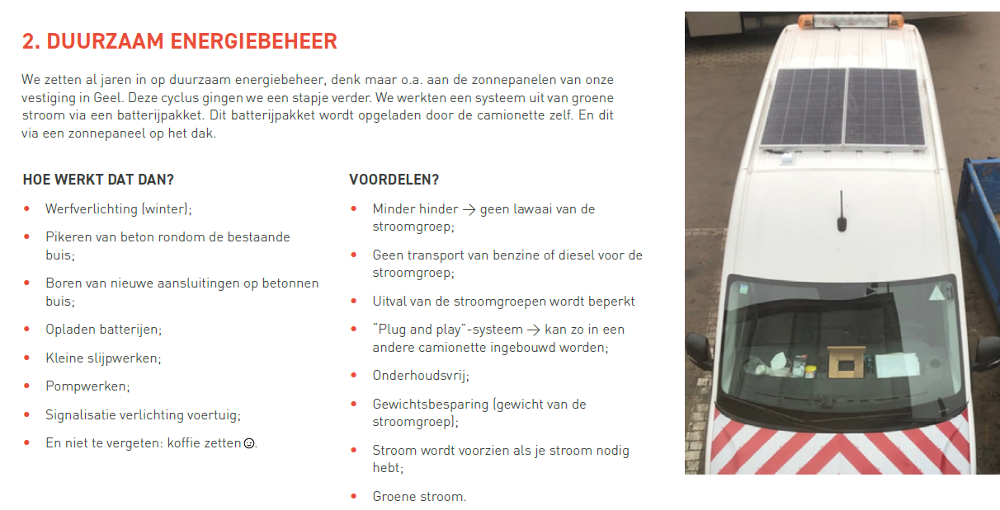 2. DUURZAAM ENERGIEBEHEER
We zetten al jaren in op duurzaam energiebeheer, denk maar o.a. aan de zonnepanelen van onze
vestiging in Geel. Deze cyclus gingen we een stapje verder. We werkten een systeem uit van groene
stroom via een batterijpakket. Dit batterijpakket wordt opgeladen door de camionette zelf. En dit
via een zonnepaneel op het dak.
HOE WERKT DAT DAN?
• Werfverlichting (winter);
• Pikeren van beton rondom de bestaande
buis;
• Boren van nieuwe aansluitingen op betonnen
buis;
• Opladen batterijen;
• Kleine slijpwerken;
• Pompwerken;
• Signalisatie verlichting voertuig;
• En niet te vergeten: koffie zetten☺.
VOORDELEN?
• Minder hinder → geen lawaai van de
stroomgroep;
• Geen transport van benzine of diesel voor de
stroomgroep;
• Uitval van de stroomgroepen wordt beperkt
• "Plug and play"-systeem → kan zo in een
andere camionette ingebouwd worden;
• Onderhoudsvrij;
• Gewichtsbesparing (gewicht van de
stroomgroep);
• Stroom wordt voorzien als je stroom nodig
hebt;
• Groene stroom.